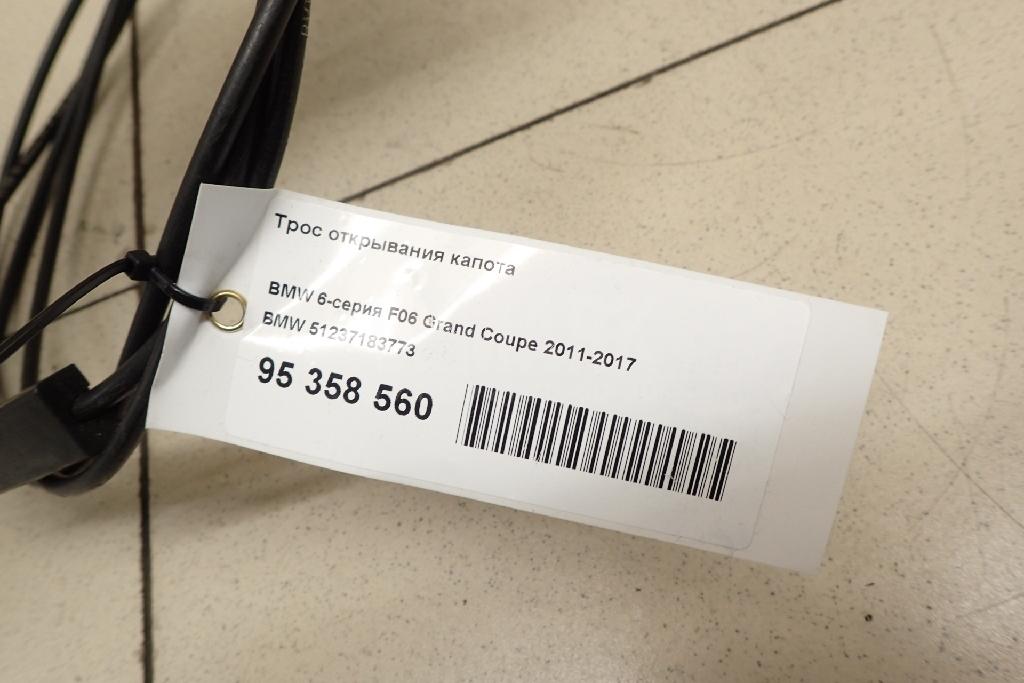 Трос открывания капота
BMW 6-серия F06 Grand Coupe 2011-2017
BMW 51237183773
95 358 560